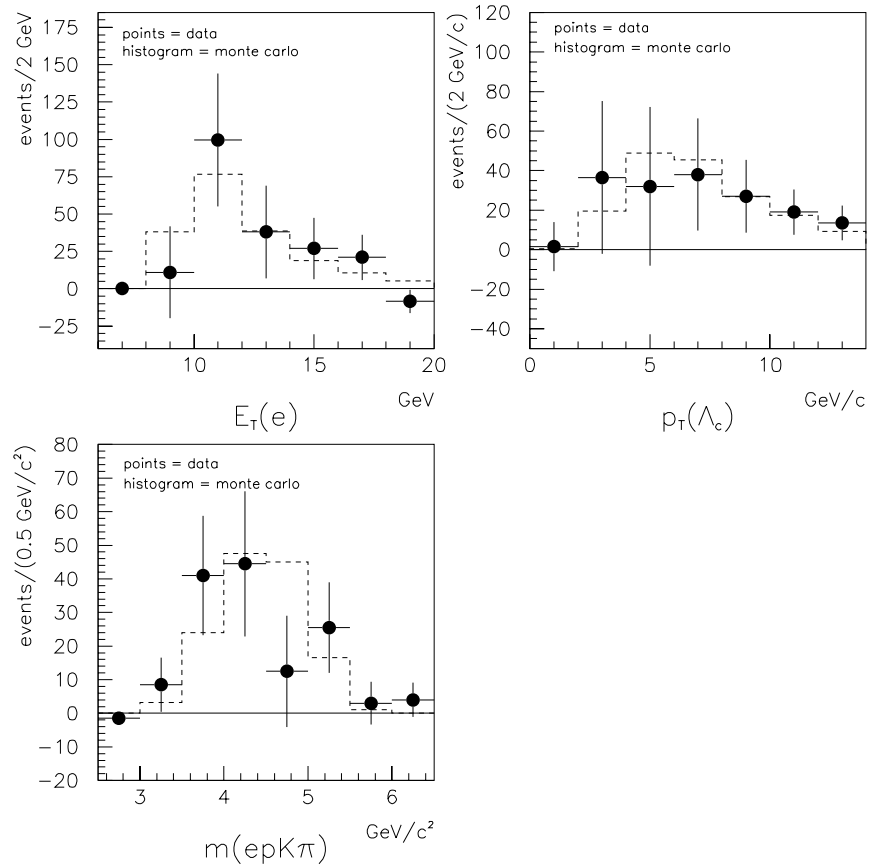 events/2 GeV
175
150
125
100
75
50
25
0
−25
points = data
histogram = monte carlo
10
15
20
GeV
E_T(e)
events/(2 GeV/c)
120
100
80
60
40
20
0
−20
−40
points = data
histogram = monte carlo
0
5
10
GeV/c
p_T(Λ_c)
events/(0.5 GeV/c²)
80
70
60
50
40
30
20
10
0
−10
−20
points = data
histogram = monte carlo
3
4
5
6
GeV/c²
m(epKπ)